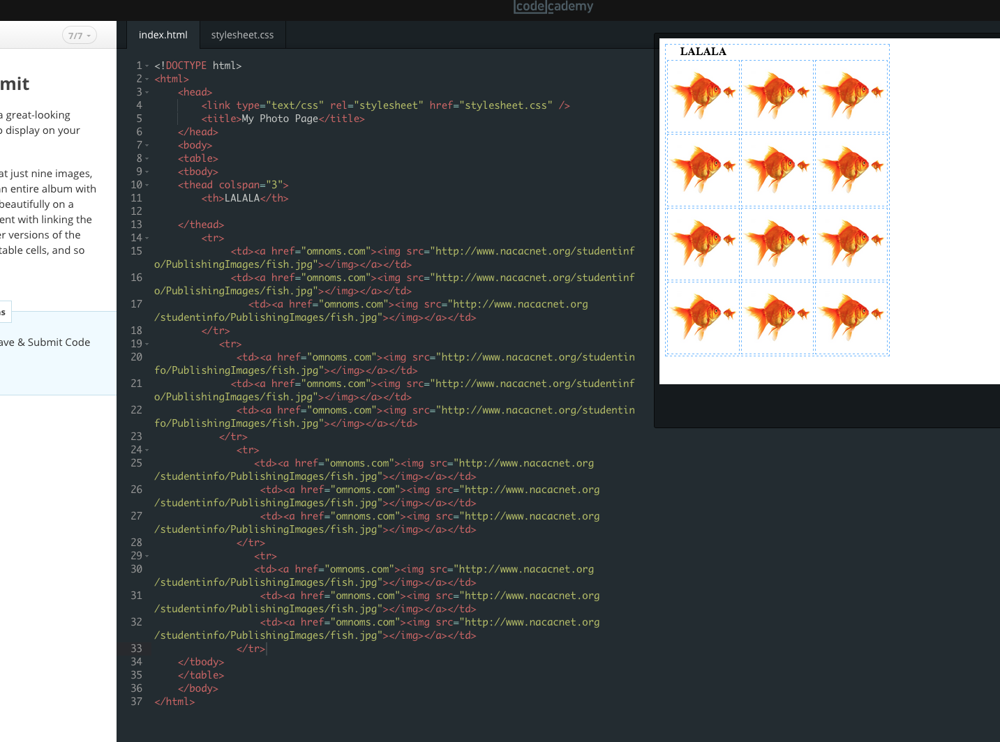 codecademy
7/7
index.html
stylesheet.css
mit
a great-looking
o display on your
at just nine images,
n entire album with
beautifully on a
ent with linking the
er versions of the
table cells, and so
ns
ave & Submit Code
1 <!DOCTYPE html>
2 <html>
3 <head>
4 <link type="text/css" rel="stylesheet" href="stylesheet.css" />
5 <title>My Photo Page</title>
6 </head>
7 <body>
8 <table>
9 <tbody>
10 <thead colspan="3">
11 <th>LALALA</th>
12
13 </thead>
14 <tr>
15 <td><a href="omnoms.com"><img src="http://www.nacacnet.org/studentinf
o/PublishingImages/fish.jpg"></img></a></td>
16 <td><a href="omnoms.com"><img src="http://www.nacacnet.org/studentinf
o/PublishingImages/fish.jpg"></img></a></td>
17 <td><a href="omnoms.com"><img src="http://www.nacacnet.org
/studentinfo/PublishingImages/fish.jpg"></img></a></td>
18 </tr>
19 <tr>
20 <td><a href="omnoms.com"><img src="http://www.nacacnet.org/studentin
fo/PublishingImages/fish.jpg"></img></a></td>
21 <td><a href="omnoms.com"><img src="http://www.nacacnet.org/studentinf
o/PublishingImages/fish.jpg"></img></a></td>
22 <td><a href="omnoms.com"><img src="http://www.nacacnet.org/studentin
fo/PublishingImages/fish.jpg"></img></a></td>
23 </tr>
24 <tr>
25 <td><a href="omnoms.com"><img src="http://www.nacacnet.org
/studentinfo/PublishingImages/fish.jpg"></img></a></td>
26 <td><a href="omnoms.com"><img src="http://www.nacacnet.org
/studentinfo/PublishingImages/fish.jpg"></img></a></td>
27 <td><a href="omnoms.com"><img src="http://www.nacacnet.org
/studentinfo/PublishingImages/fish.jpg"></img></a></td>
28 </tr>
29 <tr>
30 <td><a href="omnoms.com"><img src="http://www.nacacnet.org
/studentinfo/PublishingImages/fish.jpg"></img></a></td>
31 <td><a href="omnoms.com"><img src="http://www.nacacnet.org
/studentinfo/PublishingImages/fish.jpg"></img></a></td>
32 <td><a href="omnoms.com"><img src="http://www.nacacnet.org
/studentinfo/PublishingImages/fish.jpg"></img></a></td>
33 </tr>
34 </tbody>
35 </table>
36 </body>
37 </html>
LALALA